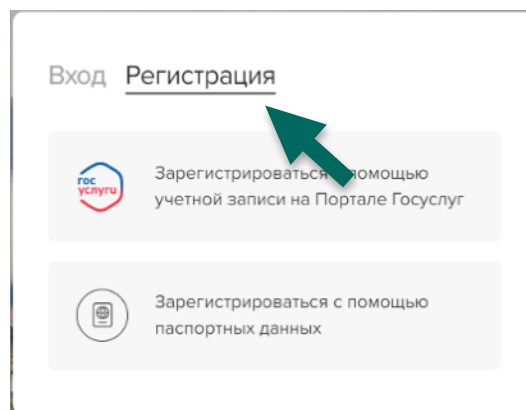 Вход Регистрация
гос
услуги
Зарегистрироваться с помощью
учетной записи на Портале Госуслуг
Зарегистрироваться с помощью
паспортных данных